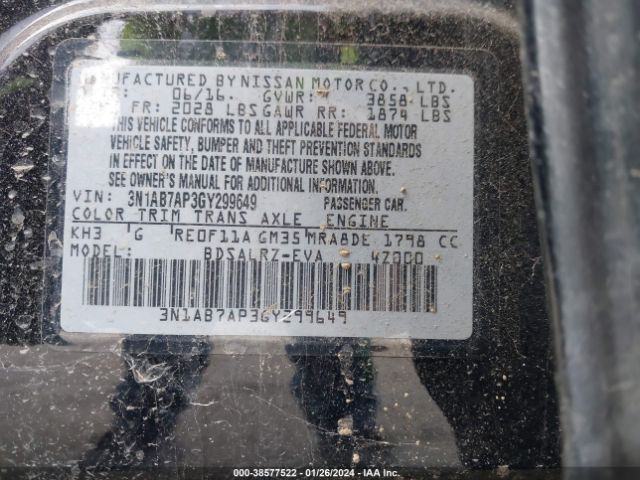 MANUFACTURED BY NISSAN MOTOR CO., LTD.
06/16 GVWR: 3858 LBS
FR: 2028 LBS GAWR RR: 1874 LBS
THIS VEHICLE CONFORMS TO ALL APPLICABLE FEDERAL MOTOR
VEHICLE SAFETY, BUMPER AND THEFT PREVENTION STANDARDS
IN EFFECT ON THE DATE OF MANUFACTURE SHOWN ABOVE.
SEE OWNER'S MANUAL FOR ADDITIONAL INFORMATION.
VIN: 3N1AB7AP3GY299649 PASSENGER CAR.
COLOR TRIM TRANS AXLE ENGINE
KH3 G RE0F11A GM35 MRA8DE 1798 CC
MODEL: BDSALRZ-EVA 42000
3N1AB7AP3GY299649
000-38577522 | 01/26/2024 - IAA Inc.